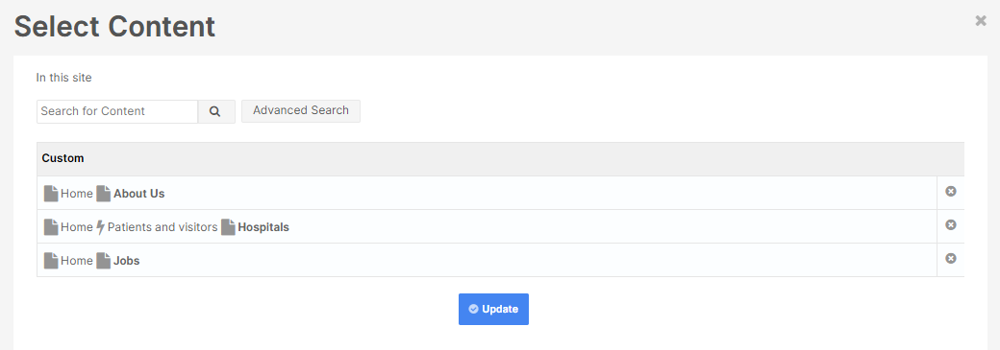 Select Content
In this site
Search for Content
Advanced Search
Custom
Home About Us
Home Patients and visitors Hospitals
Home Jobs
Update